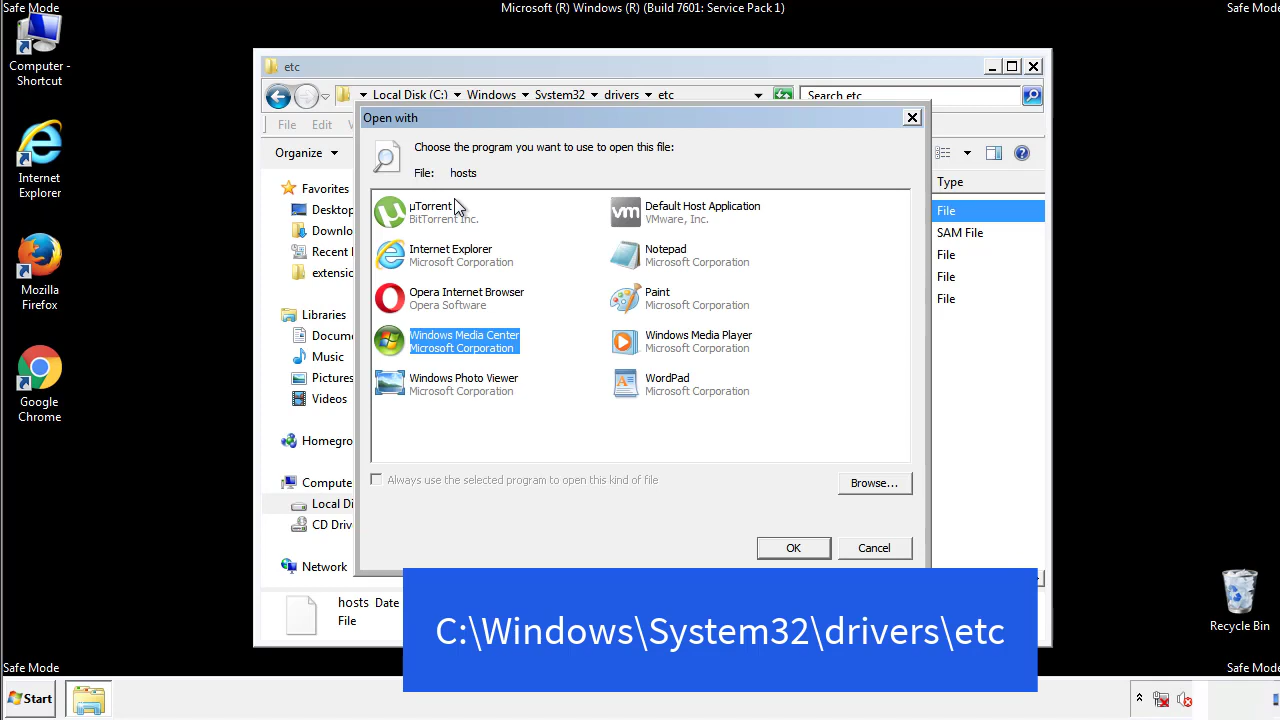 Safe Mode
Microsoft (R) Windows (R) (Build 7601: Service Pack 1)
Safe Mode
Computer -
Shortcut
Internet
Explorer
Mozilla
Firefox
Google
Chrome
Recycle Bin
etc
Local Disk (C:)
Windows
System32
drivers
etc
Search etc
File
Edit
Organize
Favorites
Desktop
Downlo
Recent
extensio
Libraries
Docum
Music
Pictures
Videos
Homegro
Compute
Local Di
CD Driv
Network
Type
File
SAM File
File
File
File
Open with
Choose the program you want to use to open this file:
File: hosts
µTorrent
BitTorrent Inc.
Default Host Application
VMware, Inc.
Internet Explorer
Microsoft Corporation
Notepad
Microsoft Corporation
Opera Internet Browser
Opera Software
Paint
Microsoft Corporation
Windows Media Center
Microsoft Corporation
Windows Media Player
Microsoft Corporation
Windows Photo Viewer
Microsoft Corporation
WordPad
Microsoft Corporation
Always use the selected program to open this kind of file
Browse...
OK
Cancel
hosts Date
File
C:\Windows\System32\drivers\etc
Safe Mode
Safe Mode
Start